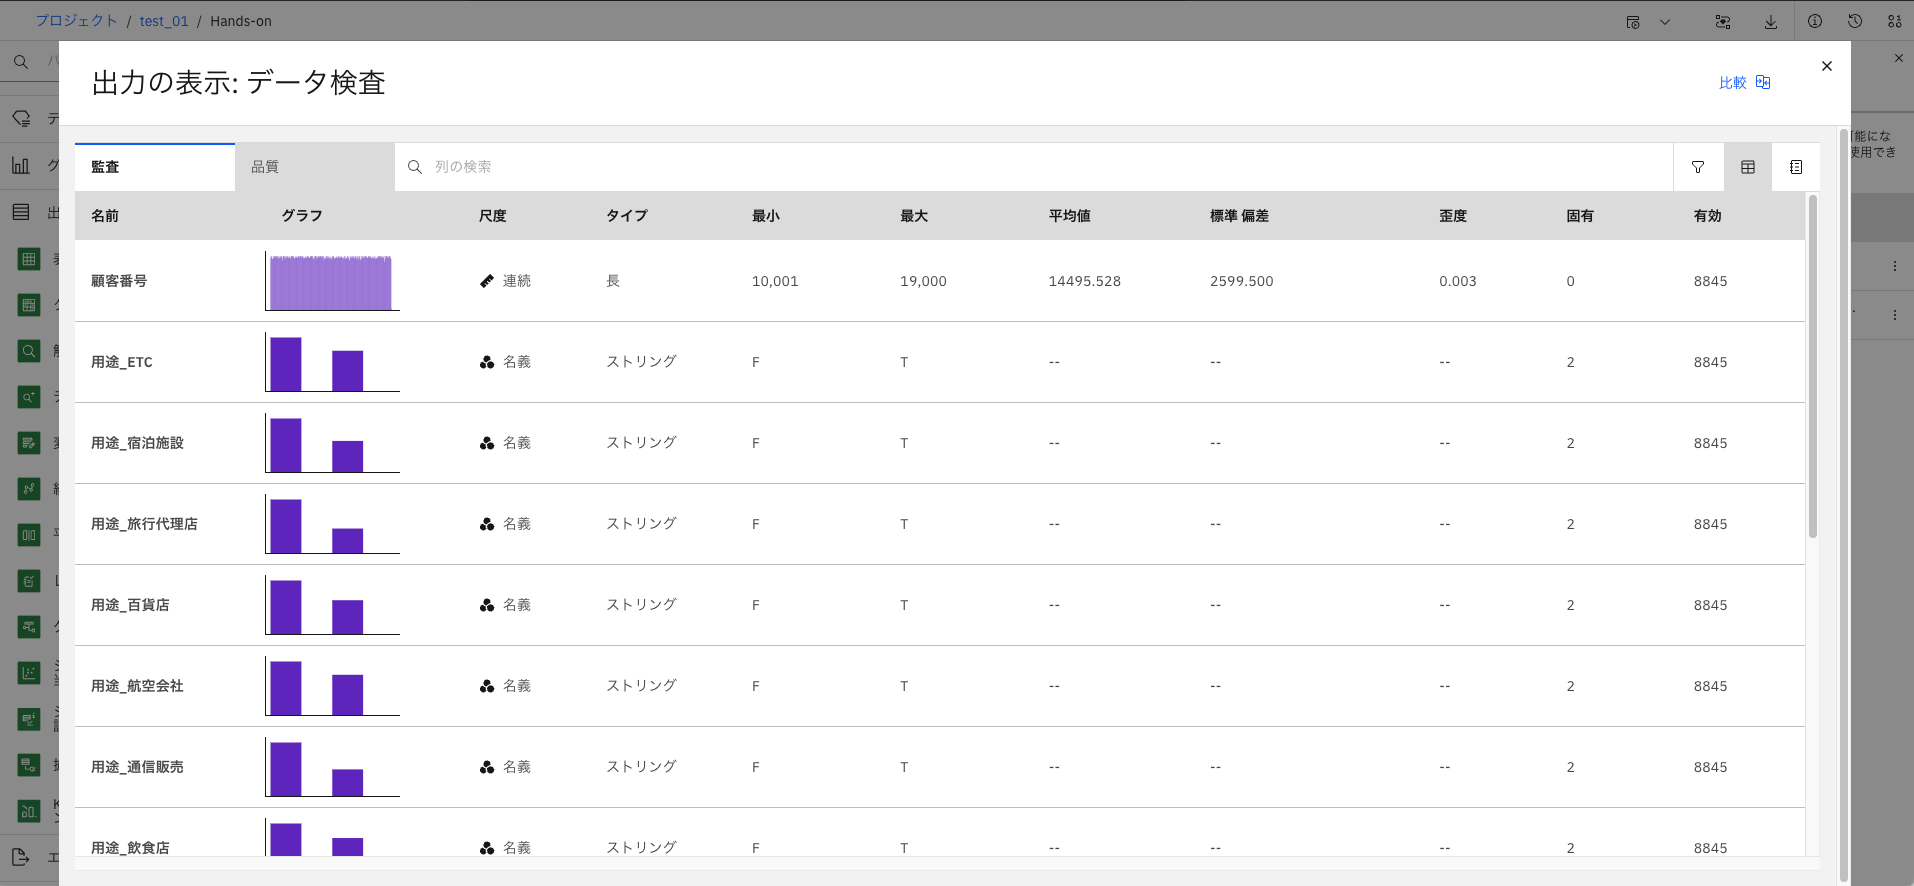 プロジェクト / test_01 / Hands-on
出力の表示: データ検査
比較
監査 品質 列の検索
名前 グラフ 尺度 タイプ 最小 最大 平均値 標準 偏差 歪度 固有 有効
顧客番号 連続 長 10,001 19,000 14495.528 2599.500 0.003 0 8845
用途_ETC 名義 ストリング F T -- -- -- 2 8845
用途_宿泊施設 名義 ストリング F T -- -- -- 2 8845
用途_旅行代理店 名義 ストリング F T -- -- -- 2 8845
用途_百貨店 名義 ストリング F T -- -- -- 2 8845
用途_航空会社 名義 ストリング F T -- -- -- 2 8845
用途_通信販売 名義 ストリング F T -- -- -- 2 8845
用途_飲食店 名義 ストリング F T -- -- -- 2 8845
可能にな
使用でき